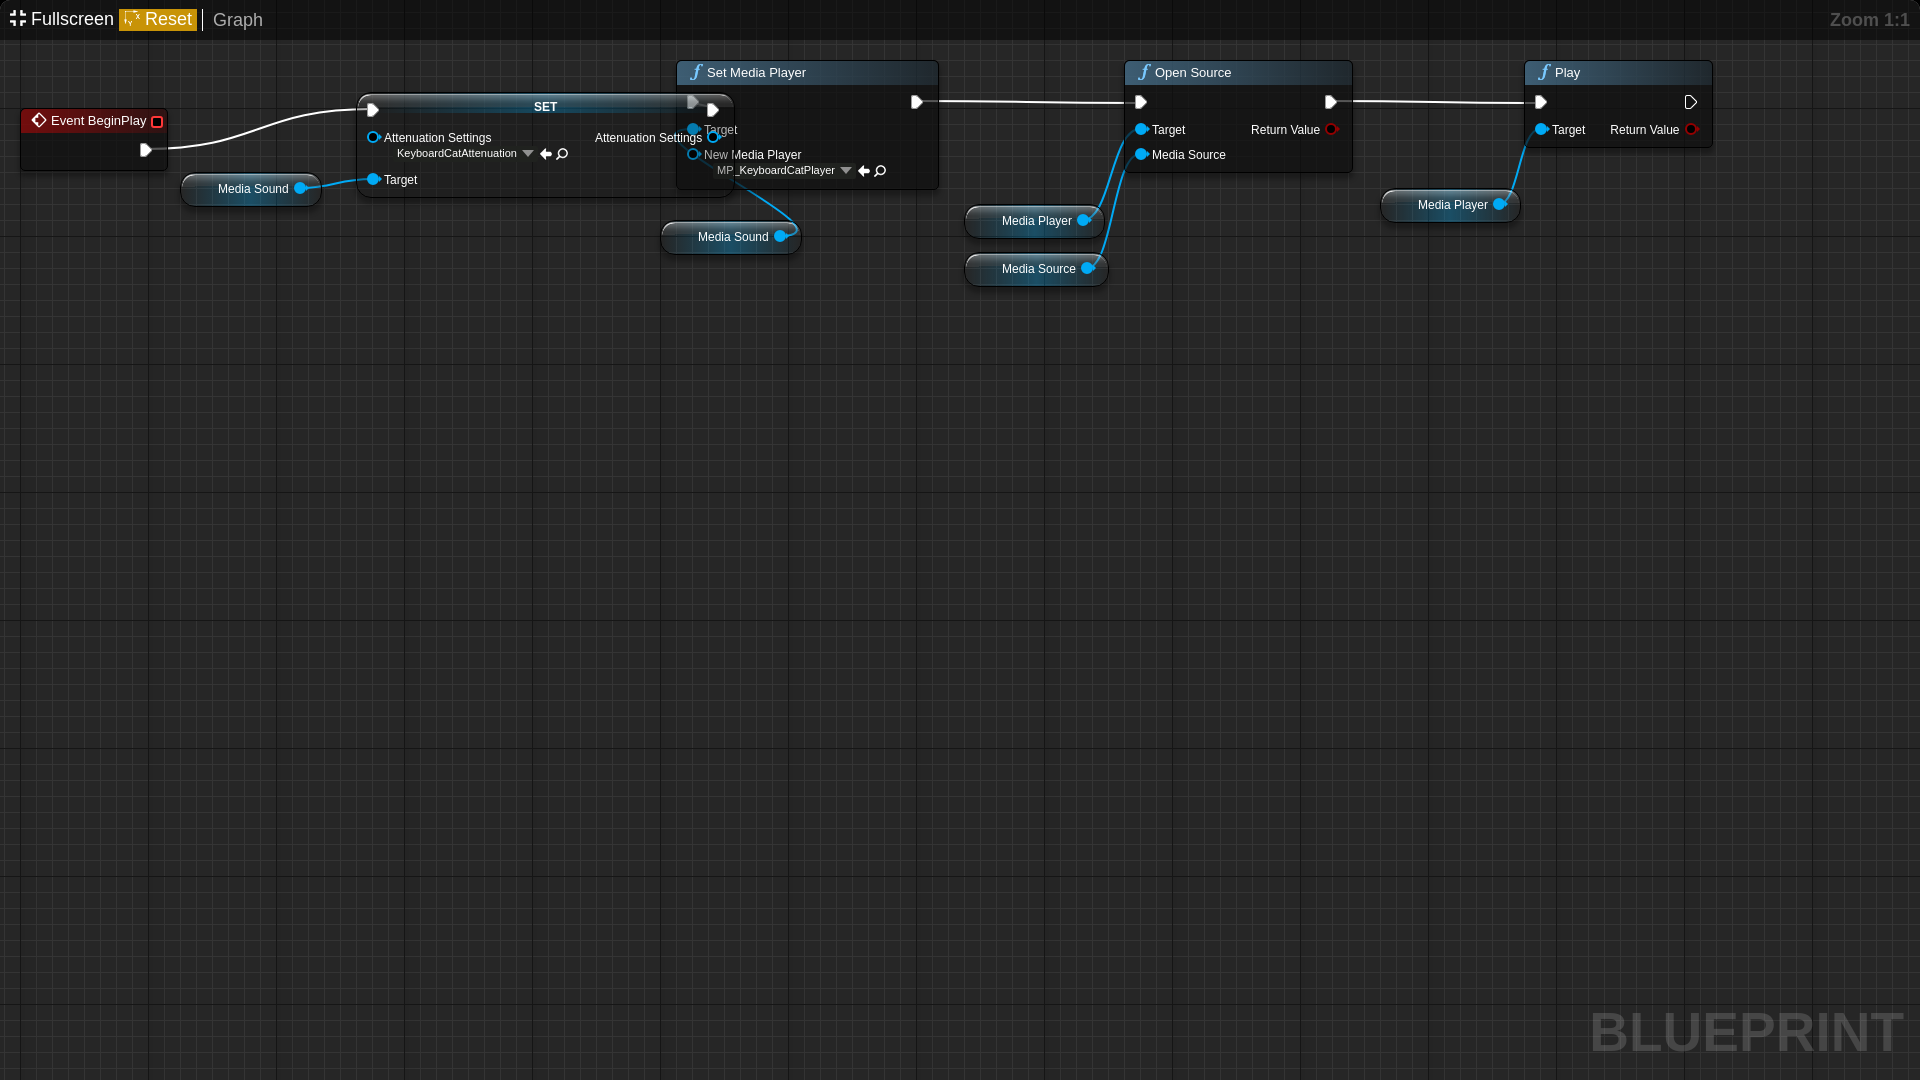 Fullscreen Reset Graph
Zoom 1:1
Event BeginPlay
Media Sound
SET
Attenuation Settings Attenuation Settings
KeyboardCatAttenuation
Target
Set Media Player
Target
New Media Player
MP_KeyboardCatPlayer
Media Sound
Open Source
Target Return Value
Media Source
Media Player
Media Source
Play
Target Return Value
Media Player
BLUEPRINT